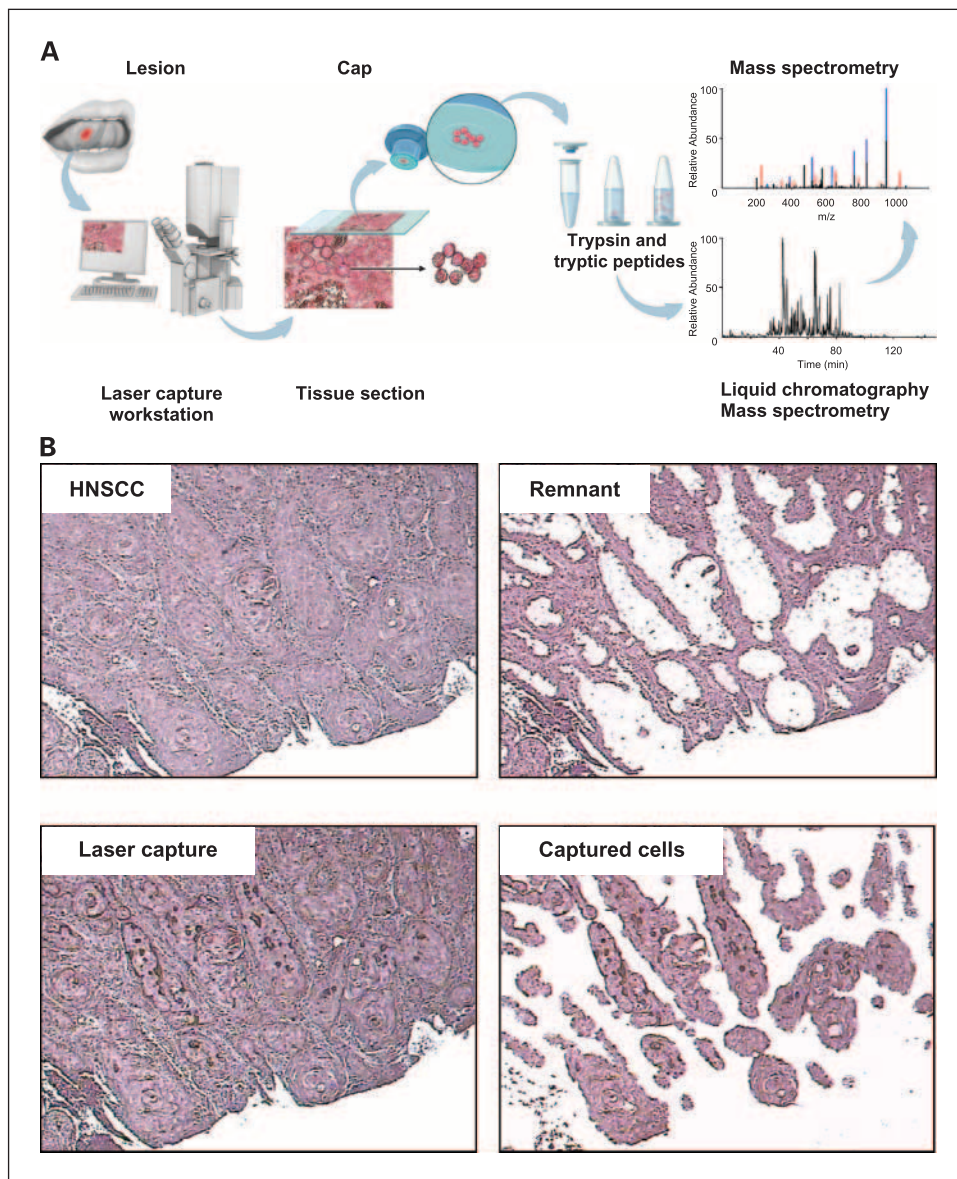 A
Lesion
Cap
Mass spectrometry
Relative Abundance
100
50
0
200 400 600 800 1000
m/z
Trypsin and
tryptic peptides
Relative Abundance
100
50
0
40 80 120
Time (min)
Laser capture
workstation
Tissue section
Liquid chromatography
Mass spectrometry
B
HNSCC
Remnant
Laser capture
Captured cells